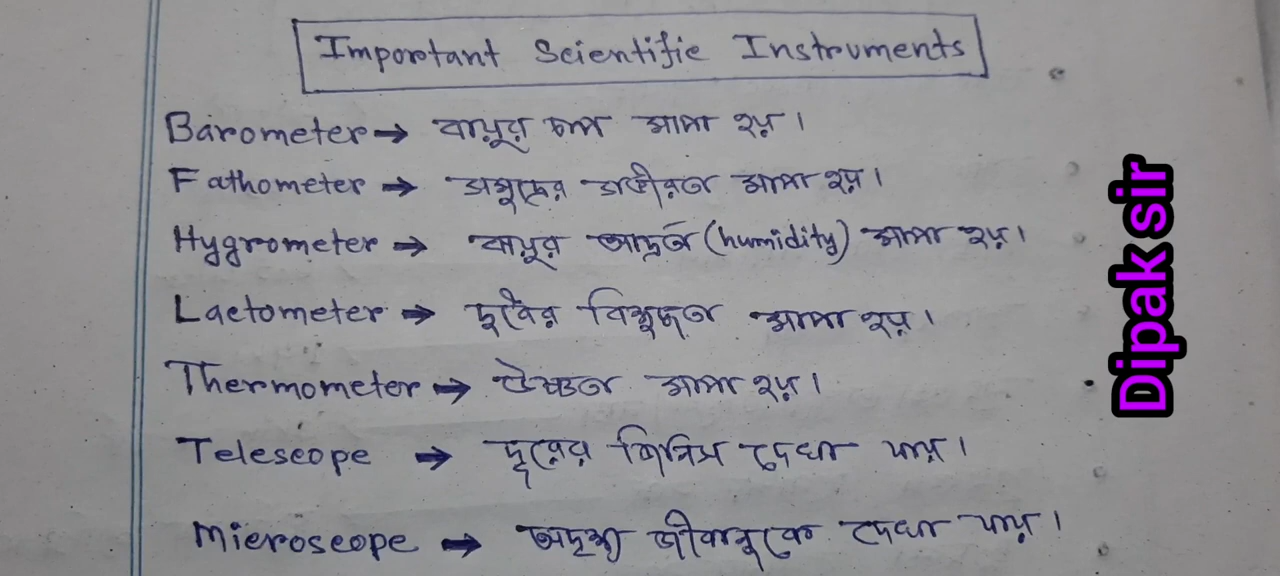 Important Scientific Instruments
Barometer → বায়ুর চাপ মাপা হয়।
Fathometer → সমুদ্রের গভীরতা মাপা হয়।
Hygrometer → বায়ুর আর্দ্রতা (humidity) মাপা হয়।
Lactometer → দুধের বিশুদ্ধতা মাপা হয়।
Thermometer → উষ্ণতা মাপা হয়।
Telescope → দূরের জিনিস দেখা যায়।
Microscope → অদৃশ্য জীবাণুকে দেখা যায়।
Dipak sir